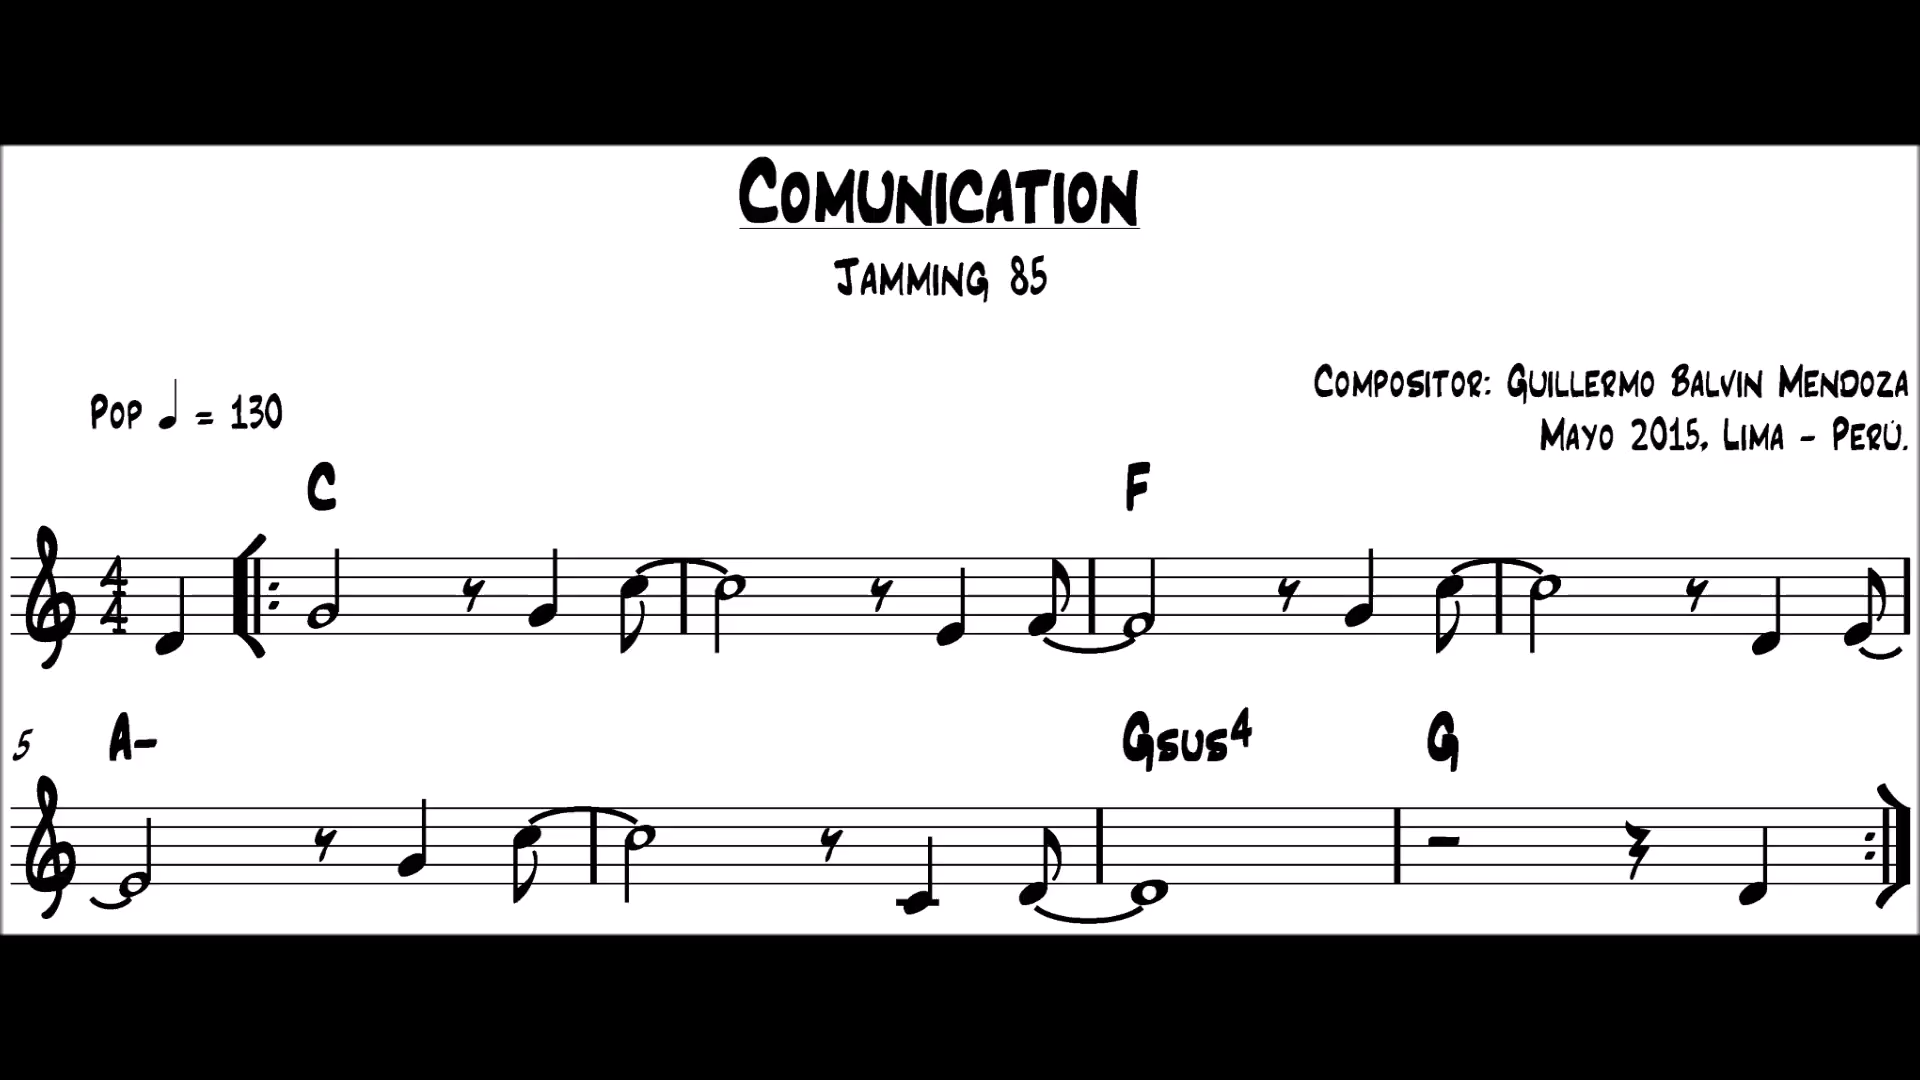 COMUNICATION
JAMMING 85
POP ♩ = 130
COMPOSITOR: GUILLERMO BALVIN MENDOZA
MAYO 2015, LIMA - PERÚ.
C F
4
4
5 A- Gsus4 G